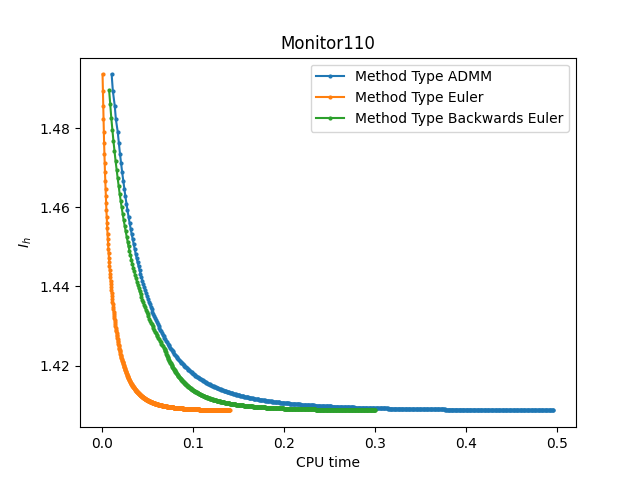 Monitor110
Method Type ADMM
Method Type Euler
Method Type Backwards Euler
1.48
1.46
1.44
1.42
I_h
0.0 0.1 0.2 0.3 0.4 0.5
CPU time